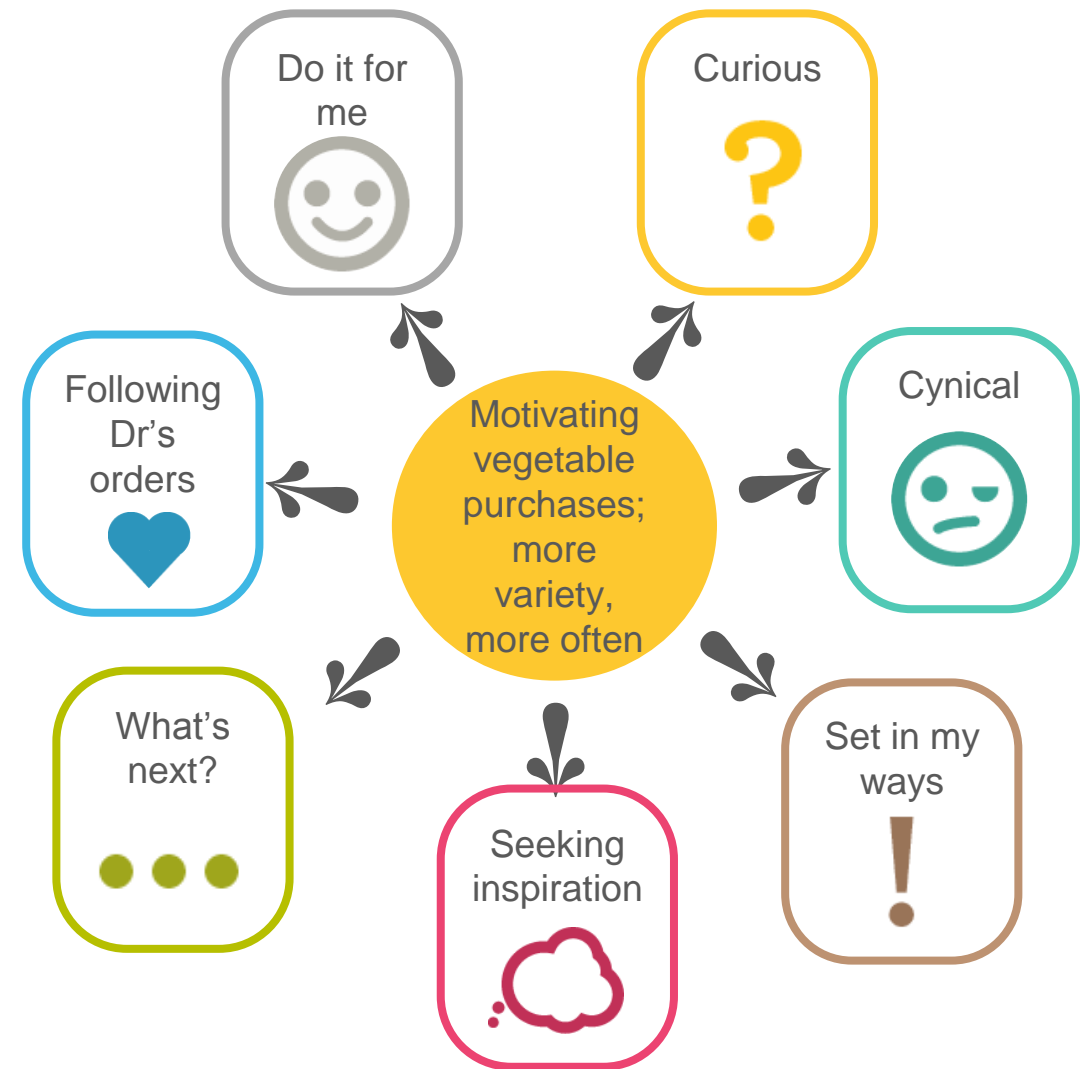 Do it for
me
Curious
Following
Dr's
orders
Motivating
vegetable
purchases;
more
variety,
more often
Cynical
What's
next?
Seeking
inspiration
Set in my
ways